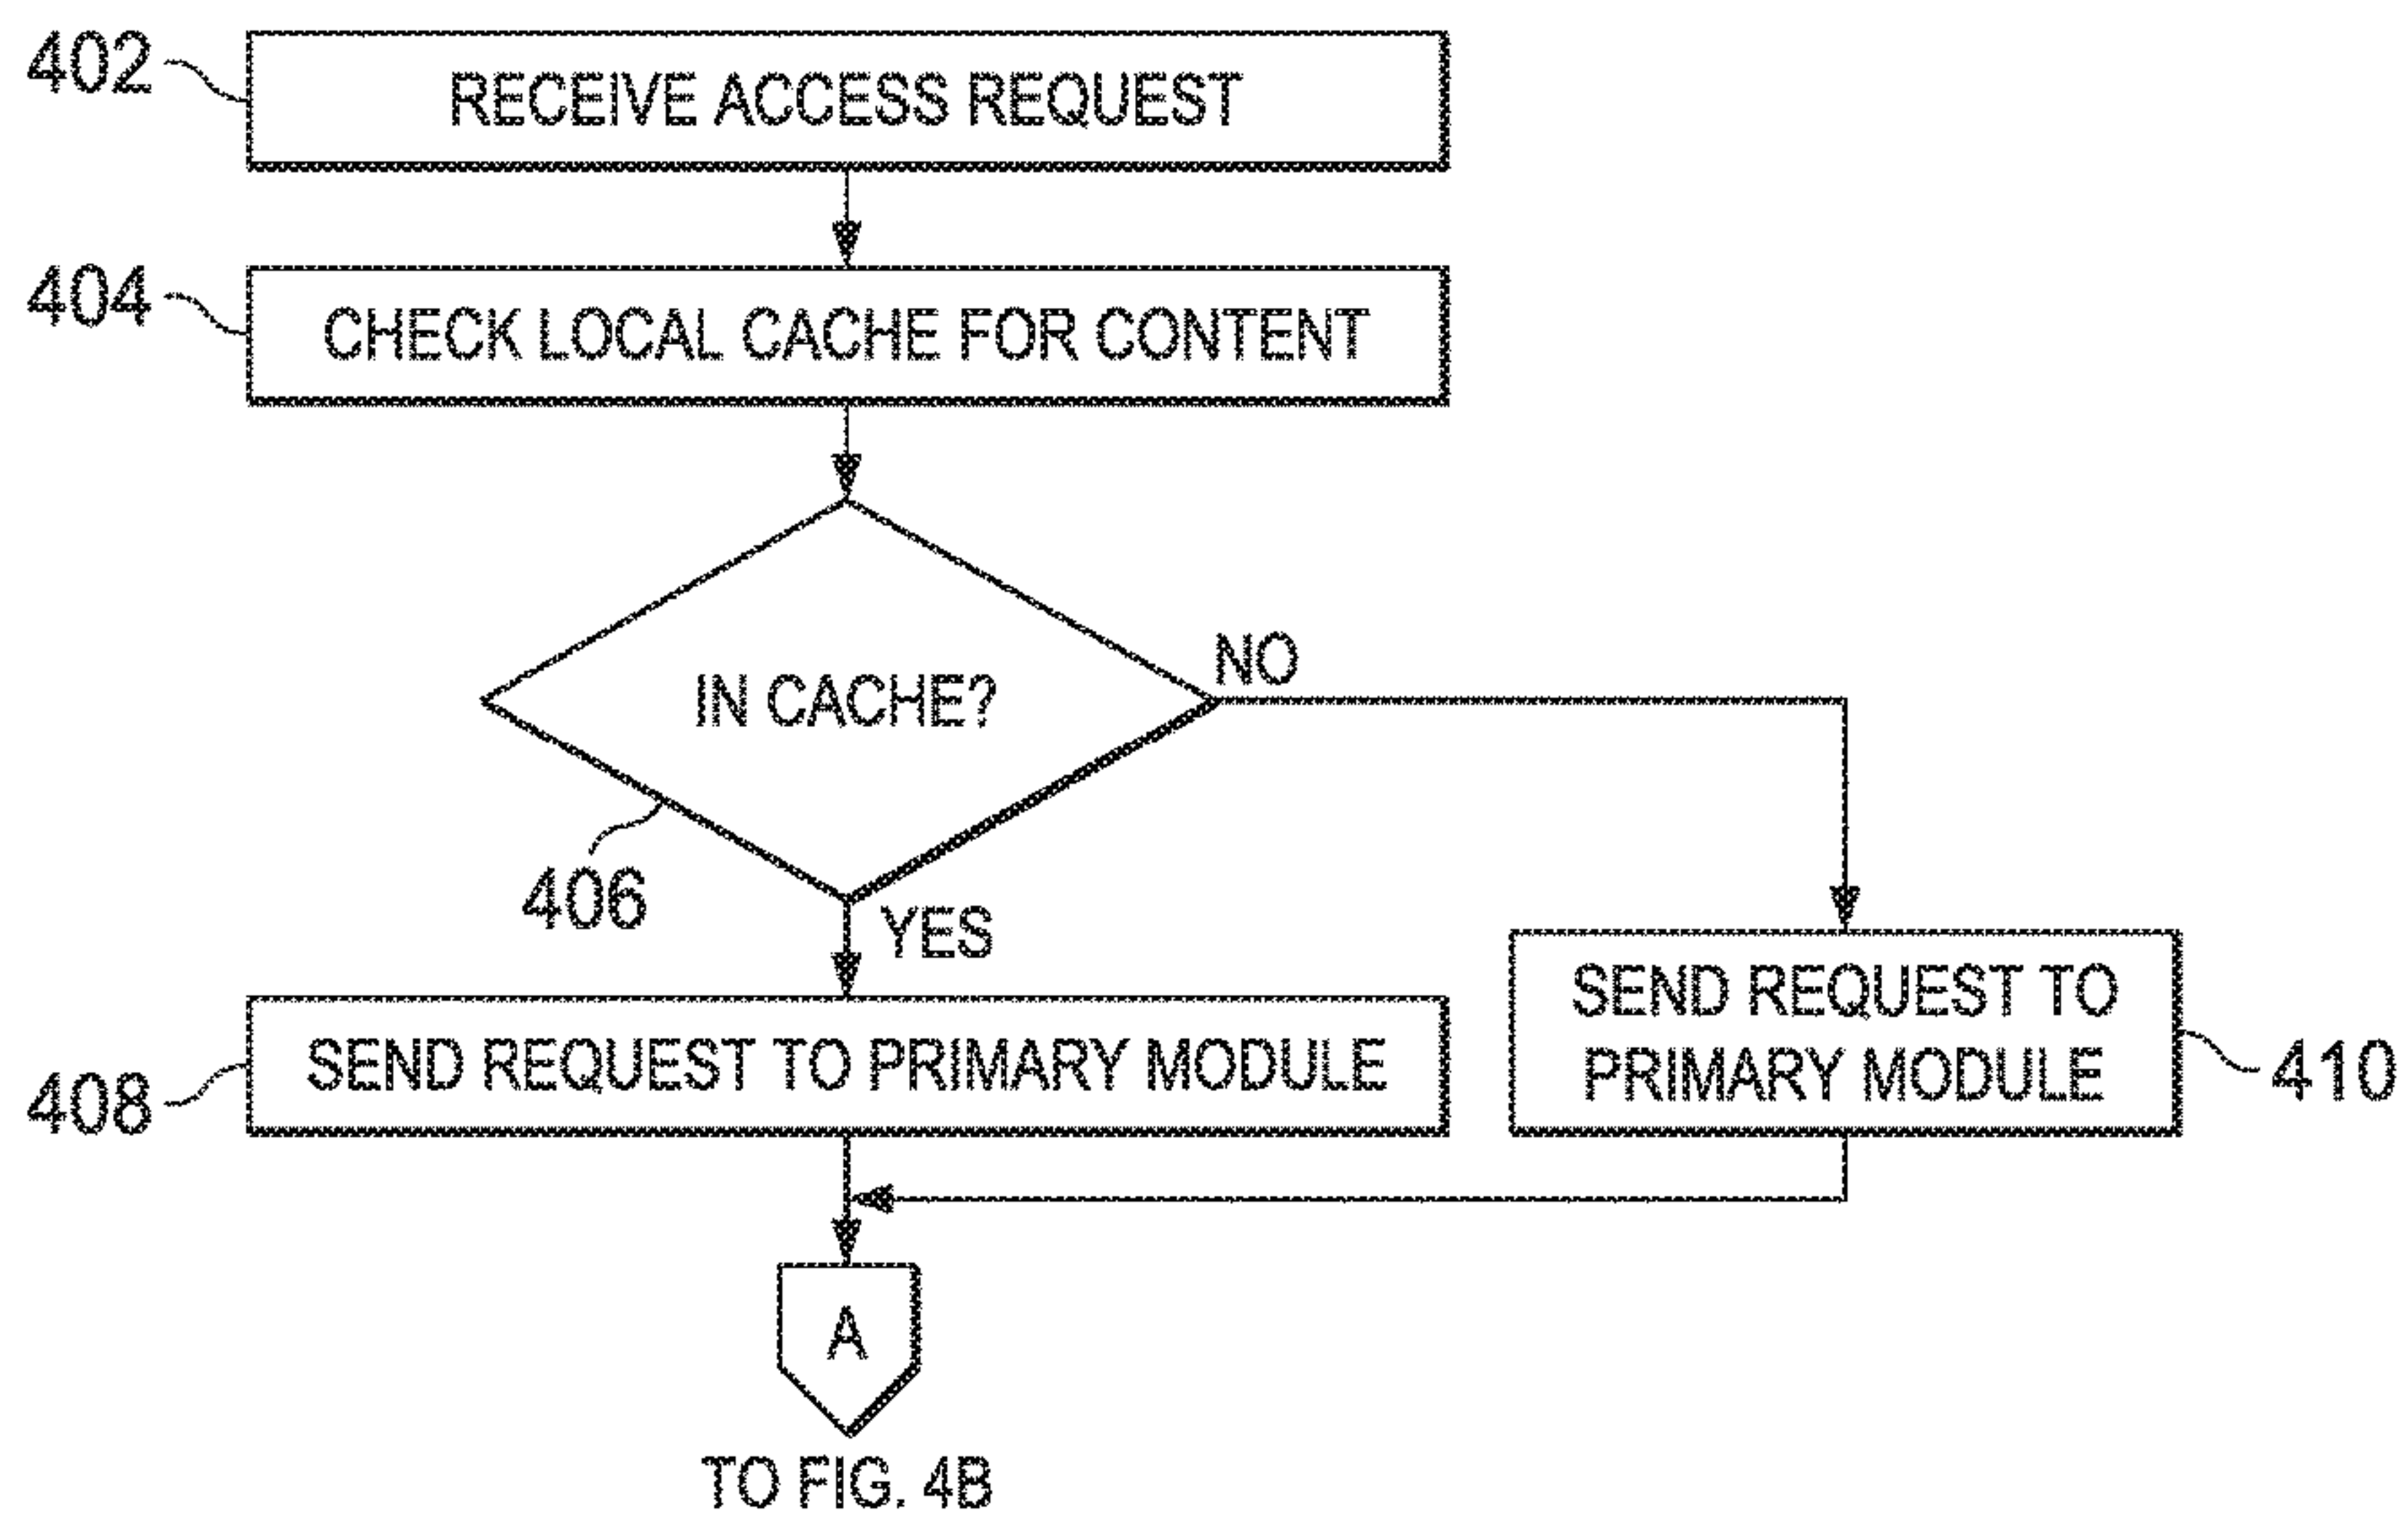 402
RECEIVE ACCESS REQUEST
404
CHECK LOCAL CACHE FOR CONTENT
IN CACHE?
NO
406
YES
408
SEND REQUEST TO PRIMARY MODULE
SEND REQUEST TO
PRIMARY MODULE
410
A
TO FIG. 4B